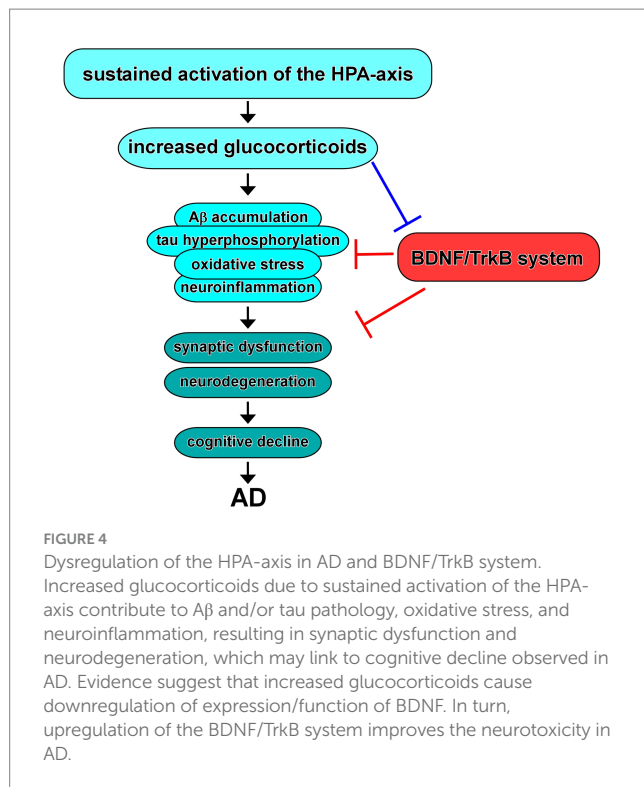 sustained activation of the HPA-axis
increased glucocorticoids
Aβ accumulation
tau hyperphosphorylation
oxidative stress
neuroinflammation
BDNF/TrkB system
synaptic dysfunction
neurodegeneration
cognitive decline
AD
FIGURE 4
Dysregulation of the HPA-axis in AD and BDNF/TrkB system.
Increased glucocorticoids due to sustained activation of the HPA-
axis contribute to Aβ and/or tau pathology, oxidative stress, and
neuroinflammation, resulting in synaptic dysfunction and
neurodegeneration, which may link to cognitive decline observed in
AD. Evidence suggest that increased glucocorticoids cause
downregulation of expression/function of BDNF. In turn,
upregulation of the BDNF/TrkB system improves the neurotoxicity in
AD.